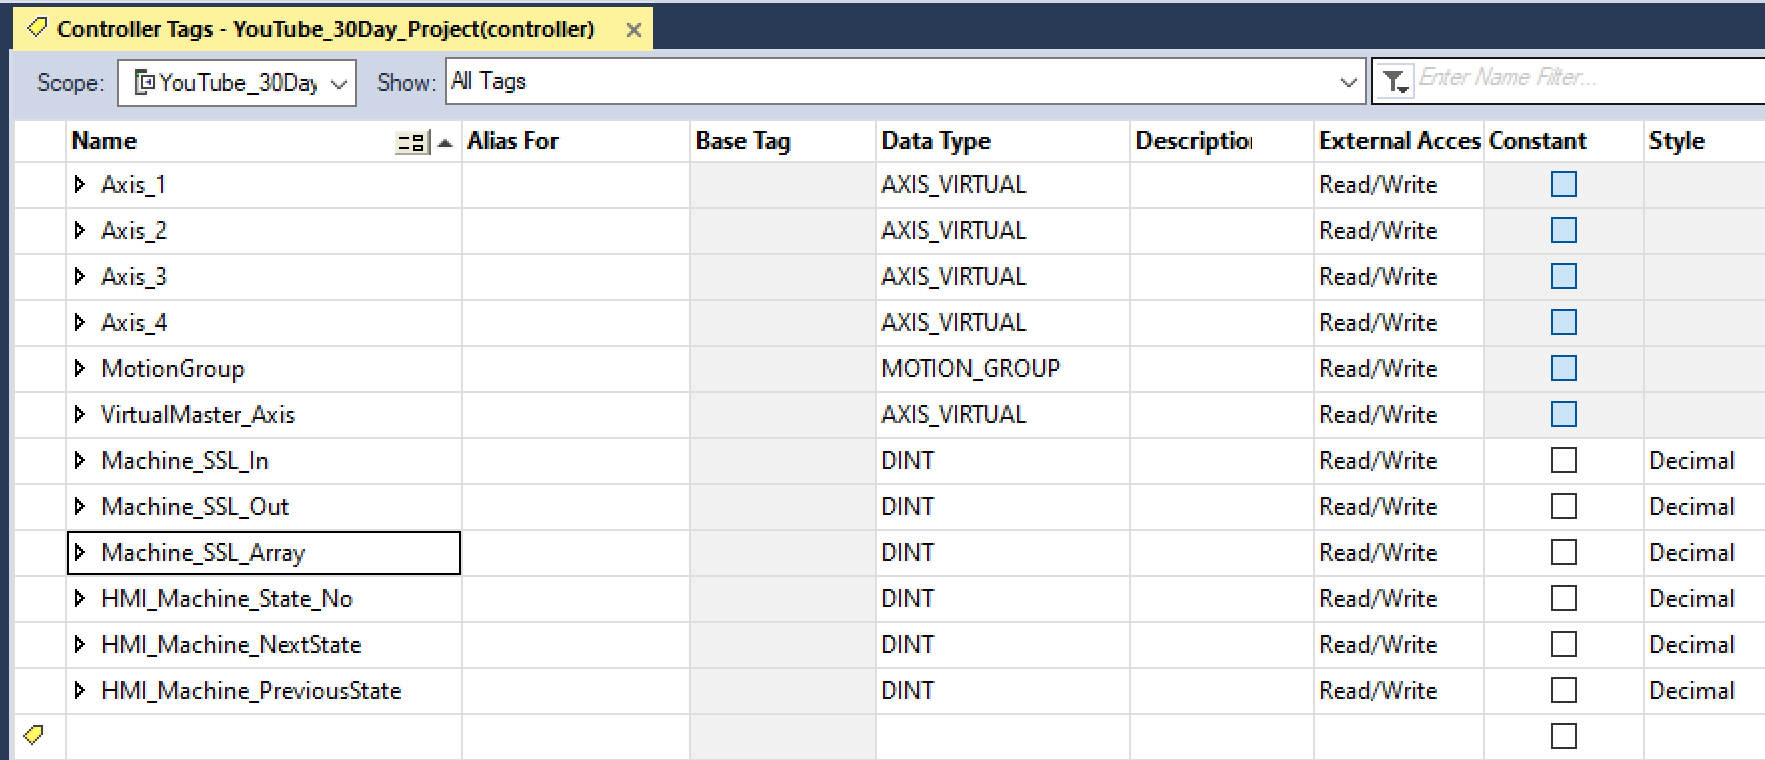 Controller Tags - YouTube_30Day_Project(controller)
Scope: YouTube_30Day Show: All Tags Enter Name Filter...
Name Alias For Base Tag Data Type Description External Acces Constant Style
Axis_1 AXIS_VIRTUAL Read/Write
Axis_2 AXIS_VIRTUAL Read/Write
Axis_3 AXIS_VIRTUAL Read/Write
Axis_4 AXIS_VIRTUAL Read/Write
MotionGroup MOTION_GROUP Read/Write
VirtualMaster_Axis AXIS_VIRTUAL Read/Write
Machine_SSL_In DINT Read/Write Decimal
Machine_SSL_Out DINT Read/Write Decimal
Machine_SSL_Array DINT Read/Write Decimal
HMI_Machine_State_No DINT Read/Write Decimal
HMI_Machine_NextState DINT Read/Write Decimal
HMI_Machine_PreviousState DINT Read/Write Decimal